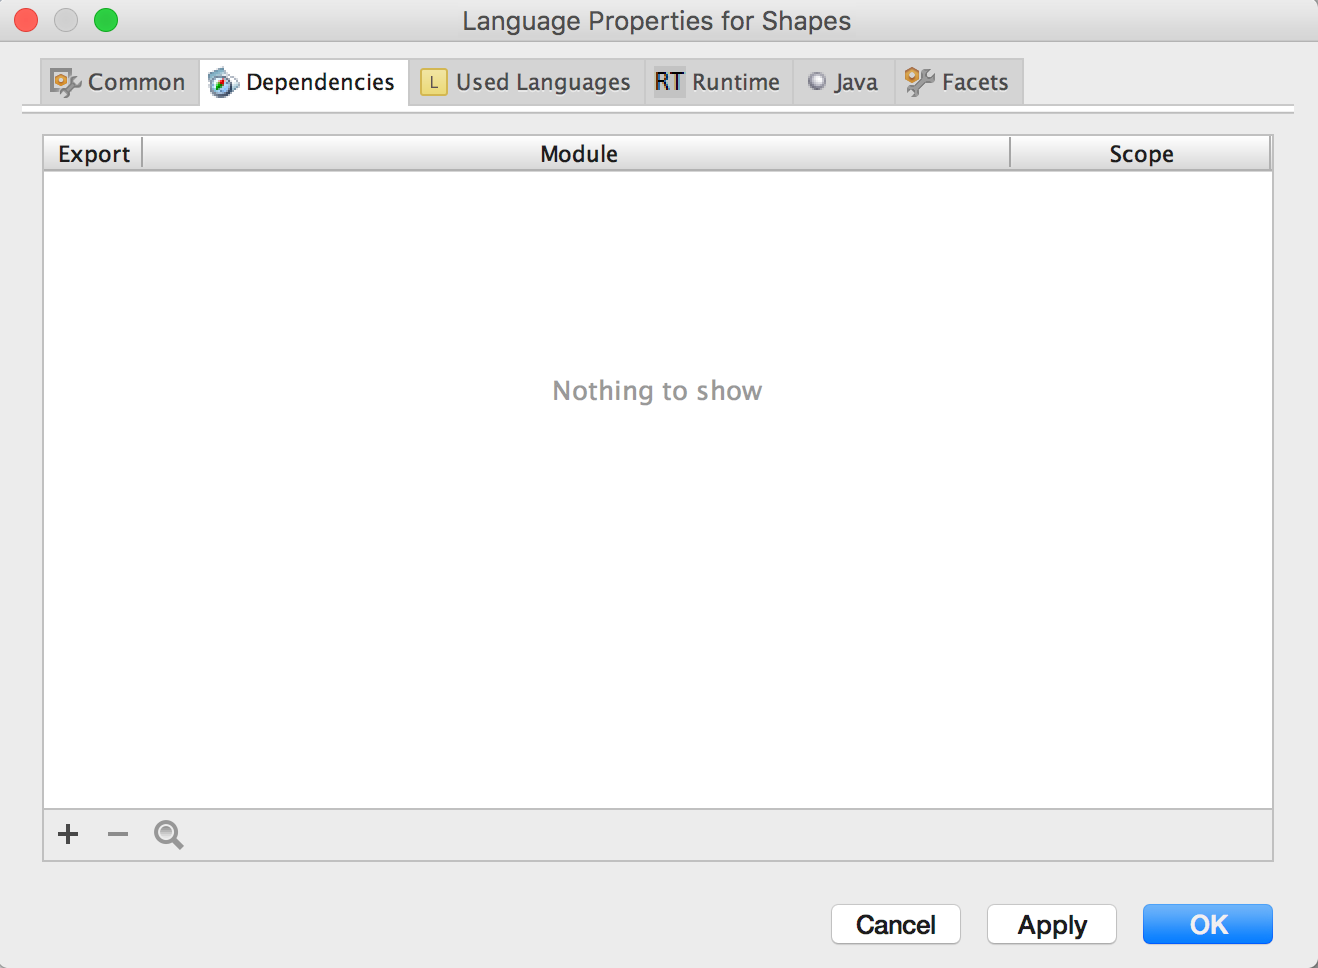 Language Properties for Shapes
Common Dependencies L Used Languages RT Runtime Java Facets
Export Module Scope
Nothing to show
Cancel Apply OK